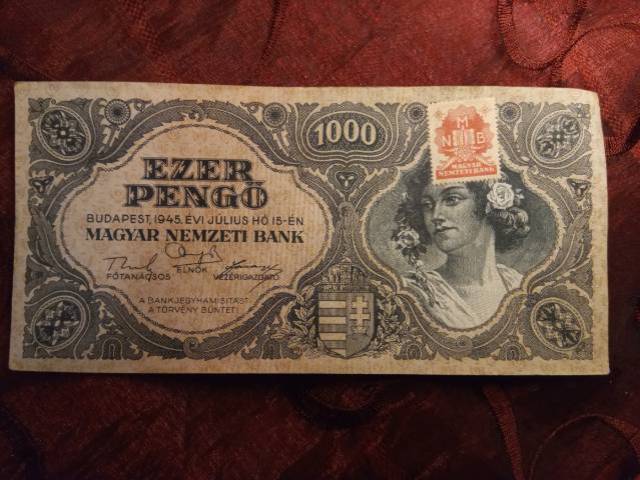 1000
M
N B
MAGYAR
NEMZETI BANK
EZER
PENGŐ
BUDAPEST, 1945. ÉVI JÚLIUS HÓ 15-ÉN
MAGYAR NEMZETI BANK
FŐTANÁCSOS ELNÖK VEZÉRIGAZGATÓ
A BANKJEGYHAMISÍTÁST
A TÖRVÉNY BÜNTETI